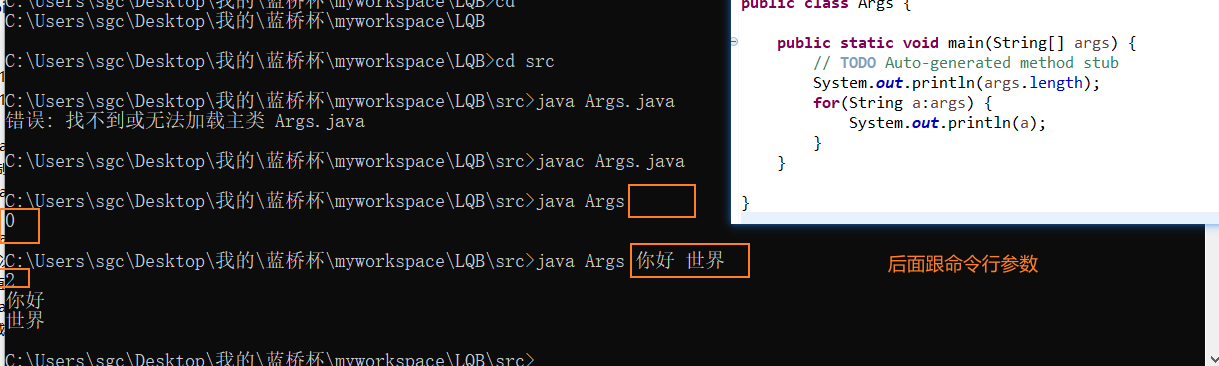 C:\Users\sgc\Desktop\我的\蓝桥杯\myworkspace\LQB>cd
C:\Users\sgc\Desktop\我的\蓝桥杯\myworkspace\LQB
C:\Users\sgc\Desktop\我的\蓝桥杯\myworkspace\LQB>cd src
C:\Users\sgc\Desktop\我的\蓝桥杯\myworkspace\LQB\src>java Args.java
错误: 找不到或无法加载主类 Args.java
C:\Users\sgc\Desktop\我的\蓝桥杯\myworkspace\LQB\src>javac Args.java
C:\Users\sgc\Desktop\我的\蓝桥杯\myworkspace\LQB\src>java Args
0
C:\Users\sgc\Desktop\我的\蓝桥杯\myworkspace\LQB\src>java Args 你好 世界
2
你好
世界
C:\Users\sgc\Desktop\我的\蓝桥杯\myworkspace\LQB\src>
public class Args {
public static void main(String[] args) {
// TODO Auto-generated method stub
System.out.println(args.length);
for(String a:args) {
System.out.println(a);
}
}
}
后面跟命令行参数